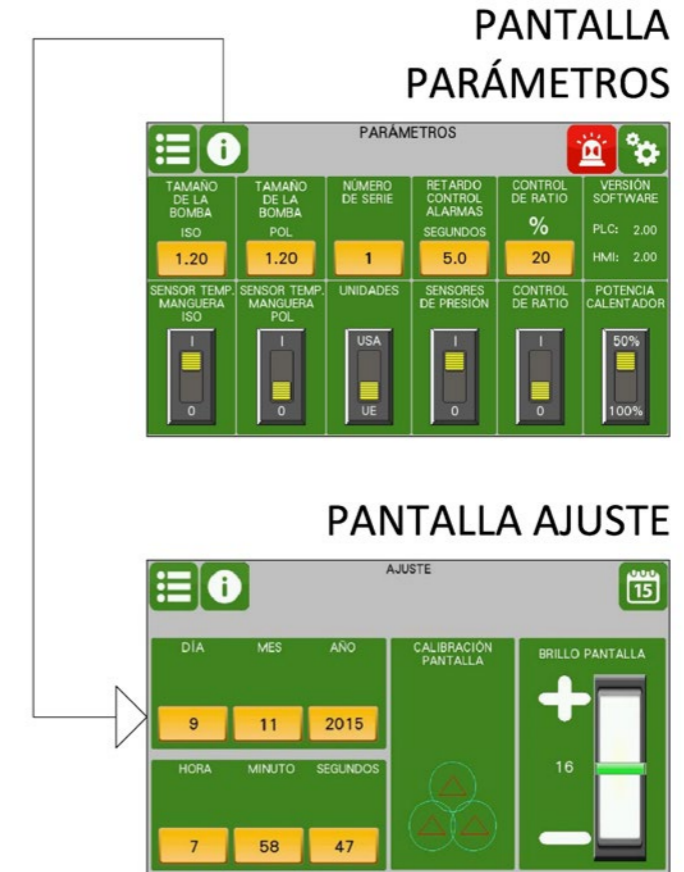 PANTALLA
PARÁMETROS
PARÁMETROS
TAMAÑO
DE LA
BOMBA
ISO
1.20
TAMAÑO
DE LA
BOMBA
POL
1.20
NÚMERO
DE SERIE
1
RETARDO
CONTROL
ALARMAS
SEGUNDOS
5.0
CONTROL
DE RATIO
%
20
VERSIÓN
SOFTWARE
PLC: 2.00
HMI: 2.00
SENSOR TEMP.
MANGUERA
ISO
I
0
SENSOR TEMP.
MANGUERA
POL
I
0
UNIDADES
USA
UE
SENSORES
DE PRESIÓN
I
0
CONTROL
DE RATIO
I
0
POTENCIA
CALENTADOR
50%
100%
PANTALLA AJUSTE
AJUSTE
15
DÍA MES AÑO
9 11 2015
HORA MINUTO SEGUNDOS
7 58 47
CALIBRACIÓN
PANTALLA
BRILLO PANTALLA
16